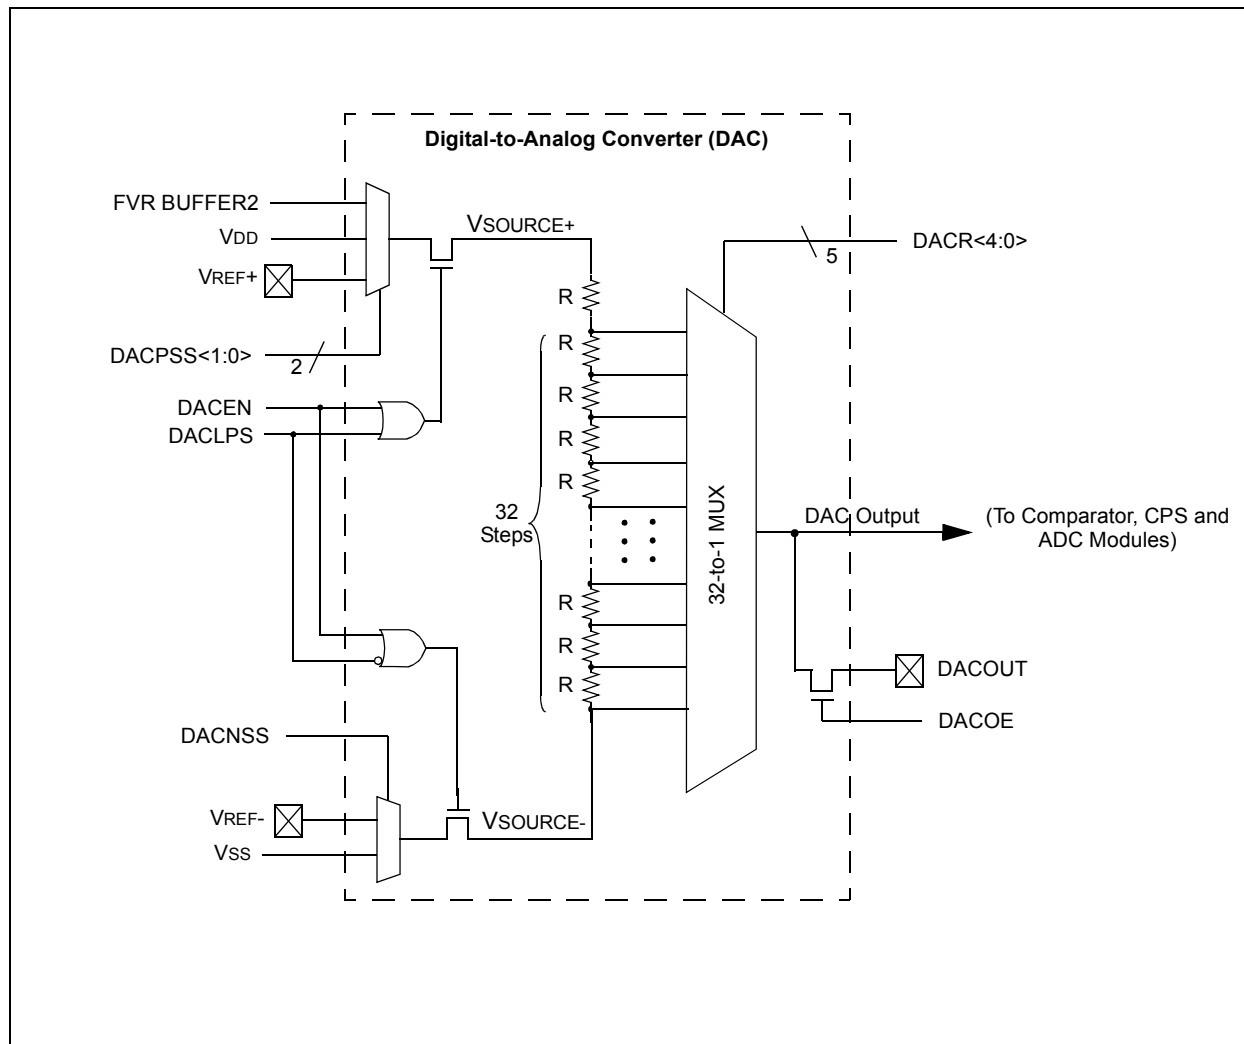 Digital-to-Analog Converter (DAC)
FVR BUFFER2
VDD
VREF+
DACPSS<1:0>
2
DACEN
DACLPS
VSOURCE+
DACR<4:0>
5
R
R
R
R
R
32
Steps
R
R
R
32-to-1 MUX
DAC Output
(To Comparator, CPS and
ADC Modules)
DACOUT
DACOE
DACNSS
VREF-
VSS
VSOURCE-